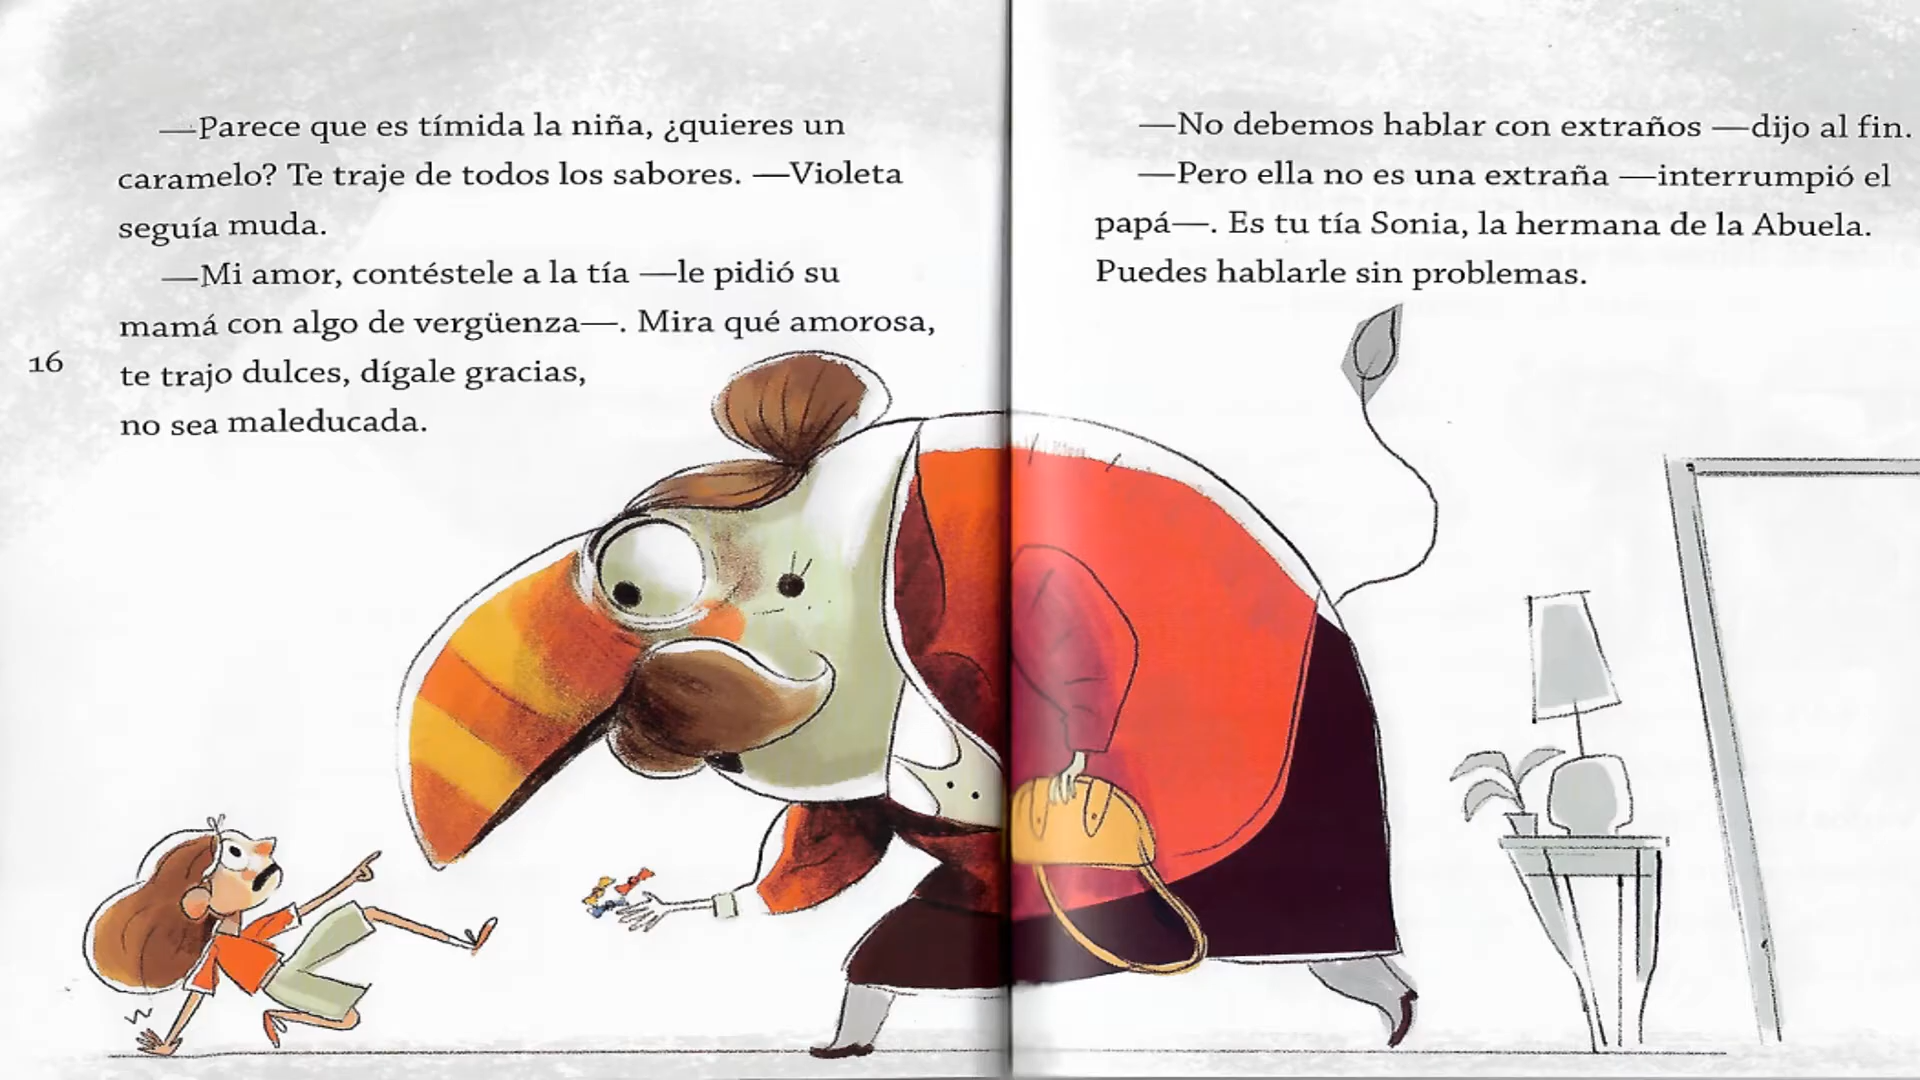 —Parece que es tímida la niña, ¿quieres un
caramelo? Te traje de todos los sabores. —Violeta
seguía muda.
—Mi amor, contéstele a la tía —le pidió su
mamá con algo de vergüenza—. Mira qué amorosa,
te trajo dulces, dígale gracias,
no sea maleducada.
16
—No debemos hablar con extraños —dijo al fin.
—Pero ella no es una extraña —interrumpió el
papá—. Es tu tía Sonia, la hermana de la Abuela.
Puedes hablarle sin problemas.